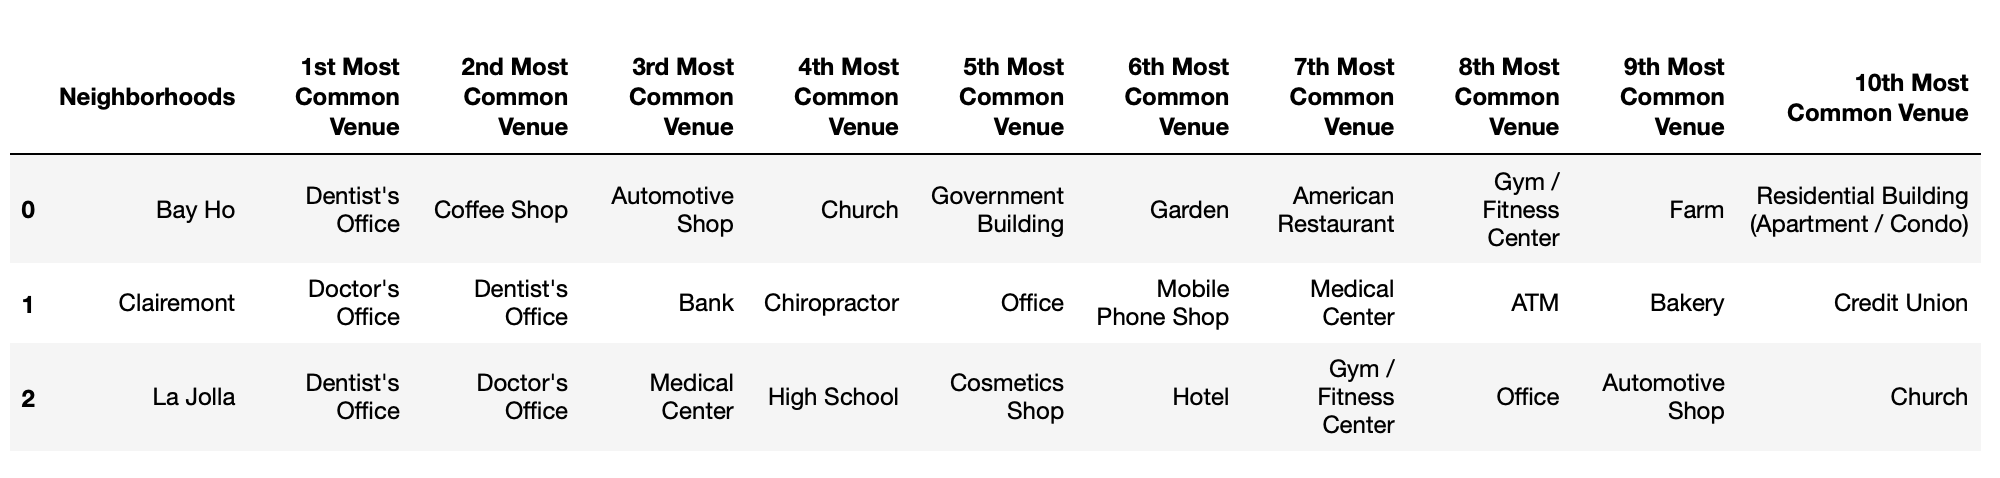 Neighborhoods 1st Most Common Venue 2nd Most Common Venue 3rd Most Common Venue 4th Most Common Venue 5th Most Common Venue 6th Most Common Venue 7th Most Common Venue 8th Most Common Venue 9th Most Common Venue 10th Most Common Venue
0 Bay Ho Dentist's Office Coffee Shop Automotive Shop Church Government Building Garden American Restaurant Gym / Fitness Center Farm Residential Building (Apartment / Condo)
1 Clairemont Doctor's Office Dentist's Office Bank Chiropractor Office Mobile Phone Shop Medical Center ATM Bakery Credit Union
2 La Jolla Dentist's Office Doctor's Office Medical Center High School Cosmetics Shop Hotel Gym / Fitness Center Office Automotive Shop Church